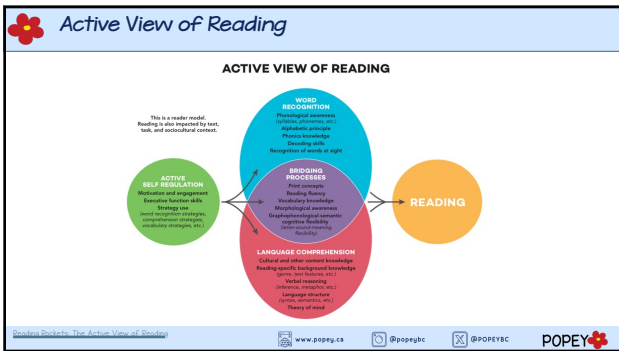 Active View of Reading
ACTIVE VIEW OF READING
This is a reader model.
Reading is also impacted by text,
task, and sociocultural context.
WORD
RECOGNITION
Phonological awareness
(syllables, phonemes, etc.)
Alphabetic principle
Phonics knowledge
Decoding skills
Recognition of words at sight
ACTIVE
SELF REGULATION
Motivation and engagement
Executive function skills
Strategy use
(word recognition strategies,
comprehension strategies,
vocabulary strategies, etc.)
BRIDGING
PROCESSES
Print concepts
Reading fluency
Vocabulary knowledge
Morphological awareness
Graphophonological-semantic
cognitive flexibility
(letter-sound-meaning
flexibility)
READING
LANGUAGE COMPREHENSION
Cultural and other content knowledge
Reading-specific background knowledge
(genre, text features, etc.)
Verbal reasoning
(inference, metaphor, etc.)
Language structure
(syntax, semantics, etc.)
Theory of mind
Reading Rockets: The Active View of Reading
www.popey.ca
@popeybc
@POPEYBC
POPEY